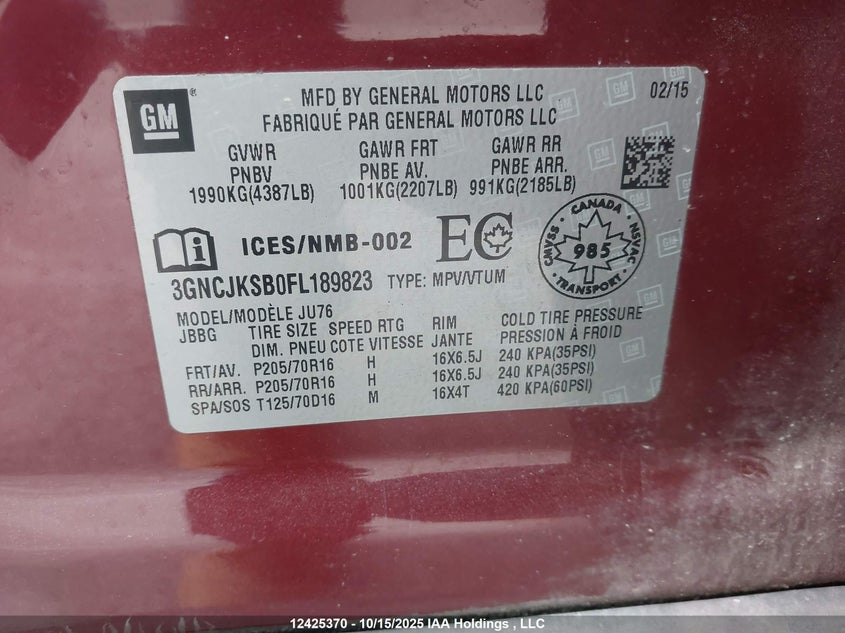 GM
®
MFD BY GENERAL MOTORS LLC
02/15
FABRIQUÉ PAR GENERAL MOTORS LLC
GVWR GAWR FRT GAWR RR
PNBV PNBE AV. PNBE ARR.
1990KG(4387LB) 1001KG(2207LB) 991KG(2185LB)
i ICES/NMB-002 EC
CANADA
CMVSS 985 NSVAC
TRANSPORT
3GNCJKSB0FL189823 TYPE: MPV/VTUM
MODEL/MODÈLE JU76
JBBG TIRE SIZE SPEED RTG RIM COLD TIRE PRESSURE
DIM. PNEU COTE VITESSE JANTE PRESSION À FROID
FRT/AV. P205/70R16 H 16X6.5J 240 KPA(35PSI)
RR/ARR. P205/70R16 H 16X6.5J 240 KPA(35PSI)
SPA/SOS T125/70D16 M 16X4T 420 KPA(60PSI)
12425370 - 10/15/2025 IAA Holdings , LLC